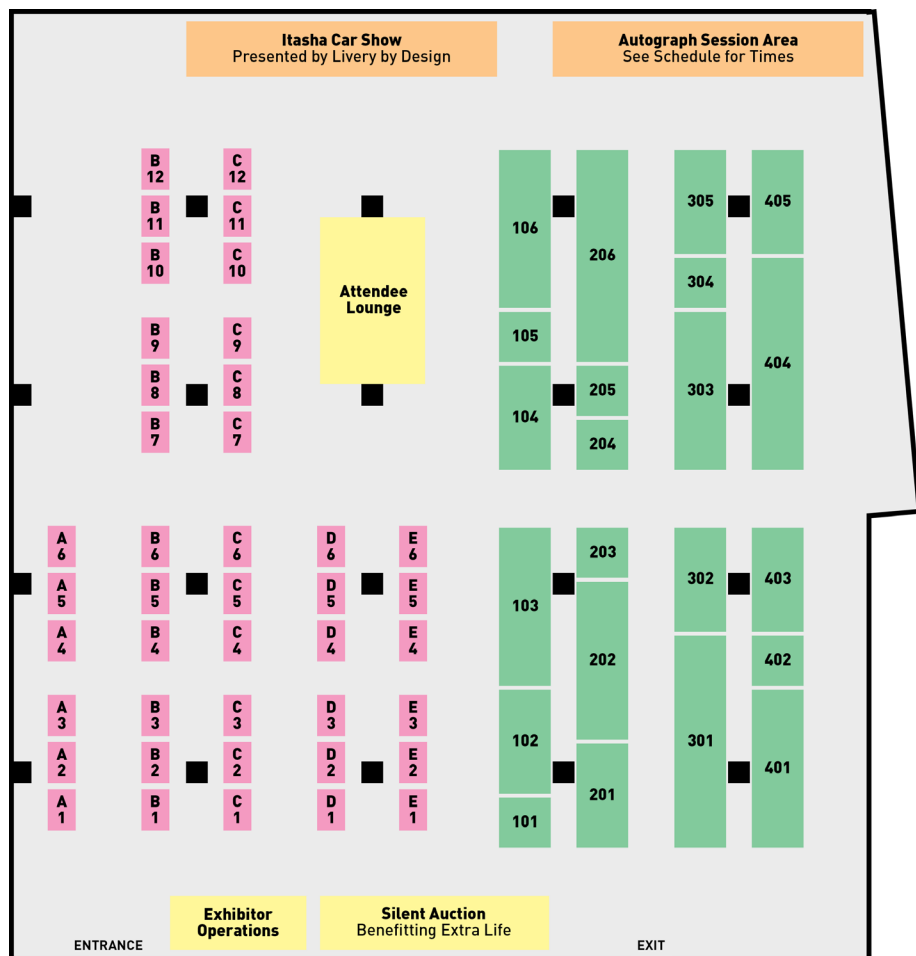 Itasha Car Show
Presented by Livery by Design
Autograph Session Area
See Schedule for Times
B
12
C
12
B
11
C
11
B
10
C
10
Attendee
Lounge
B
9
C
9
B
8
C
8
B
7
C
7
106
206
305
405
304
105
404
104
205
303
204
A
6
B
6
C
6
D
6
E
6
A
5
B
5
C
5
D
5
E
5
A
4
B
4
C
4
D
4
E
4
A
3
B
3
C
3
D
3
E
3
A
2
B
2
C
2
D
2
E
2
A
1
B
1
C
1
D
1
E
1
203
302
403
103
202
402
102
301
401
201
101
Exhibitor
Operations
Silent Auction
Benefitting Extra Life
ENTRANCE
EXIT